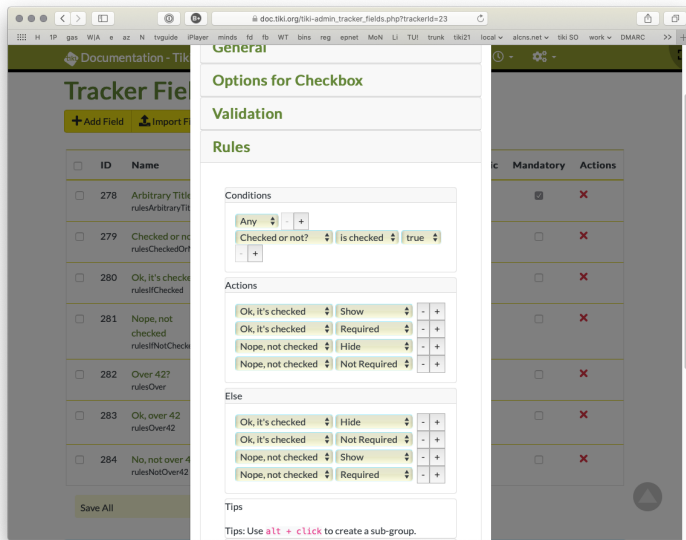 doc.tiki.org/tiki-admin_tracker_fields.php?trackerId=23
H 1P gas W|A e az N tvguide iPlayer minds fd fb WT bins reg epnet MoN Li TU! trunk tiki21 local alcns.net tiki SO work DMARC >>
Documentation - Tik
General
Tracker Fiel
Options for Checkbox
+ Add Field Import Fi
Validation
Rules
ID Name ic Mandatory Actions
278 Arbitrary Title
rulesArbitraryTit
279 Checked or no
rulesCheckedOrN
280 Ok, it's checke
rulesIfChecked
281 Nope, not
checked
rulesIfNotChecke
282 Over 42?
rulesOver
283 Ok, over 42
rulesOver42
284 No, not over 4
rulesNotOver42
Save All
Conditions
Any - +
Checked or not? is checked true
- +
Actions
Ok, it's checked Show - +
Ok, it's checked Required - +
Nope, not checked Hide - +
Nope, not checked Not Required - +
Else
Ok, it's checked Hide - +
Ok, it's checked Not Required - +
Nope, not checked Show - +
Nope, not checked Required - +
Tips
Tips: Use alt + click to create a sub-group.